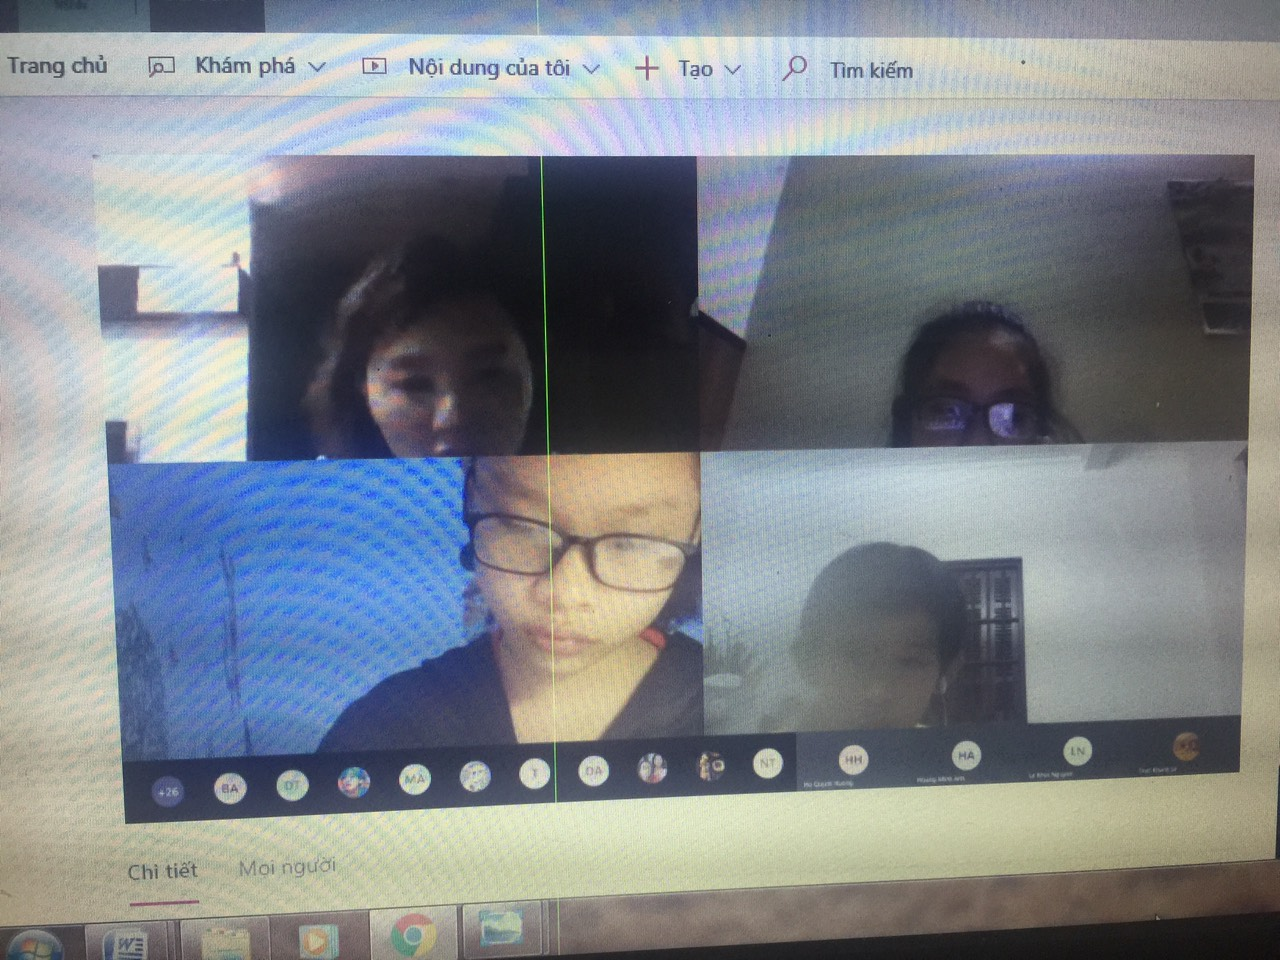 Trang chủ Khám phá Nội dung của tôi Tạo Tìm kiếm
+26 BA DT MA T DA NT HH HA LN
Chi tiết Mọi người